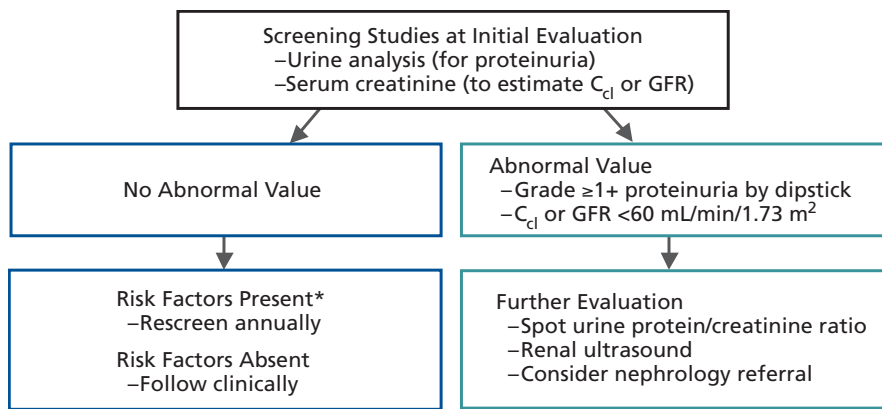 Screening Studies at Initial Evaluation
–Urine analysis (for proteinuria)
–Serum creatinine (to estimate Ccl or GFR)
No Abnormal Value
Abnormal Value
–Grade ≥1+ proteinuria by dipstick
–Ccl or GFR <60 mL/min/1.73 m²
Risk Factors Present*
–Rescreen annually
Risk Factors Absent
–Follow clinically
Further Evaluation
–Spot urine protein/creatinine ratio
–Renal ultrasound
–Consider nephrology referral